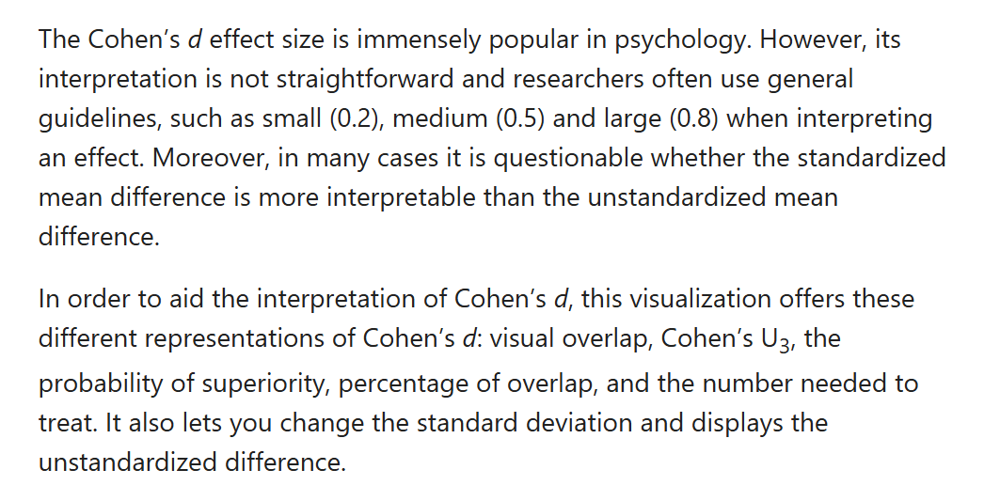 The Cohen’s d effect size is immensely popular in psychology. However, its
interpretation is not straightforward and researchers often use general
guidelines, such as small (0.2), medium (0.5) and large (0.8) when interpreting
an effect. Moreover, in many cases it is questionable whether the standardized
mean difference is more interpretable than the unstandardized mean
difference.
In order to aid the interpretation of Cohen’s d, this visualization offers these
different representations of Cohen’s d: visual overlap, Cohen’s U₃, the
probability of superiority, percentage of overlap, and the number needed to
treat. It also lets you change the standard deviation and displays the
unstandardized difference.